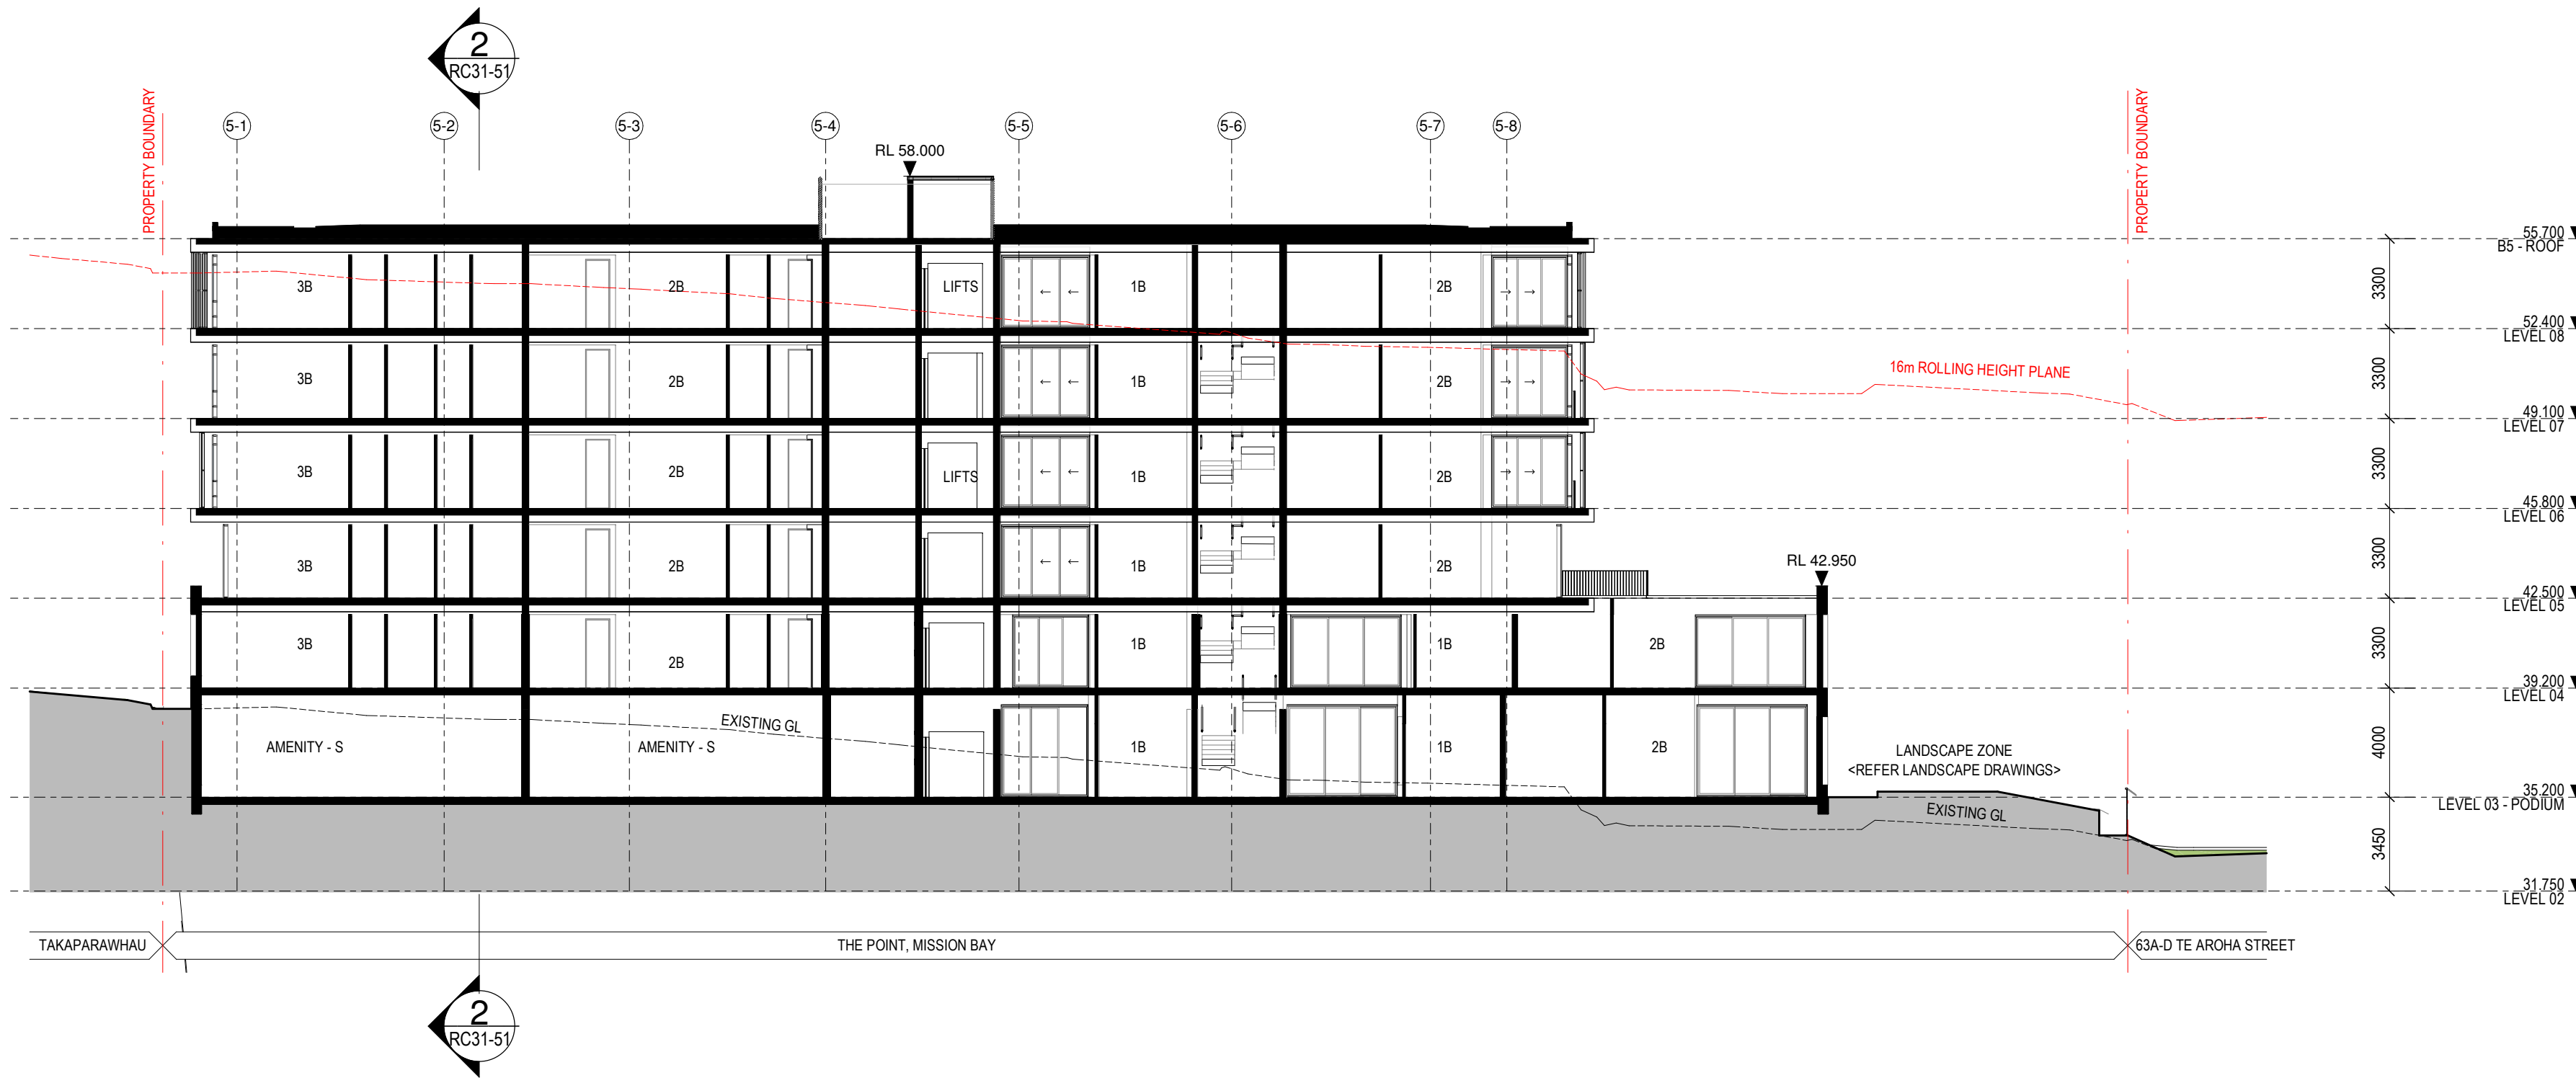 2
RC31-51
PROPERTY BOUNDARY
PROPERTY BOUNDARY
5-1
5-2
5-3
5-4
5-5
5-6
5-7
5-8
RL 58.000
55.700
B5 - ROOF
3B
2B
LIFTS
1B
2B
3300
52.400
LEVEL 08
3B
2B
1B
2B
16m ROLLING HEIGHT PLANE
3300
49.100
LEVEL 07
3B
2B
LIFTS
1B
2B
3300
45.800
LEVEL 06
3B
2B
1B
2B
RL 42.950
3300
42.500
LEVEL 05
3B
2B
1B
1B
2B
3300
39.200
LEVEL 04
EXISTING GL
AMENITY - S
AMENITY - S
1B
1B
2B
LANDSCAPE ZONE
<REFER LANDSCAPE DRAWINGS>
4000
35.200
LEVEL 03 - PODIUM
EXISTING GL
3450
31.750
LEVEL 02
TAKAPARAWHAU
THE POINT, MISSION BAY
63A-D TE AROHA STREET
2
RC31-51